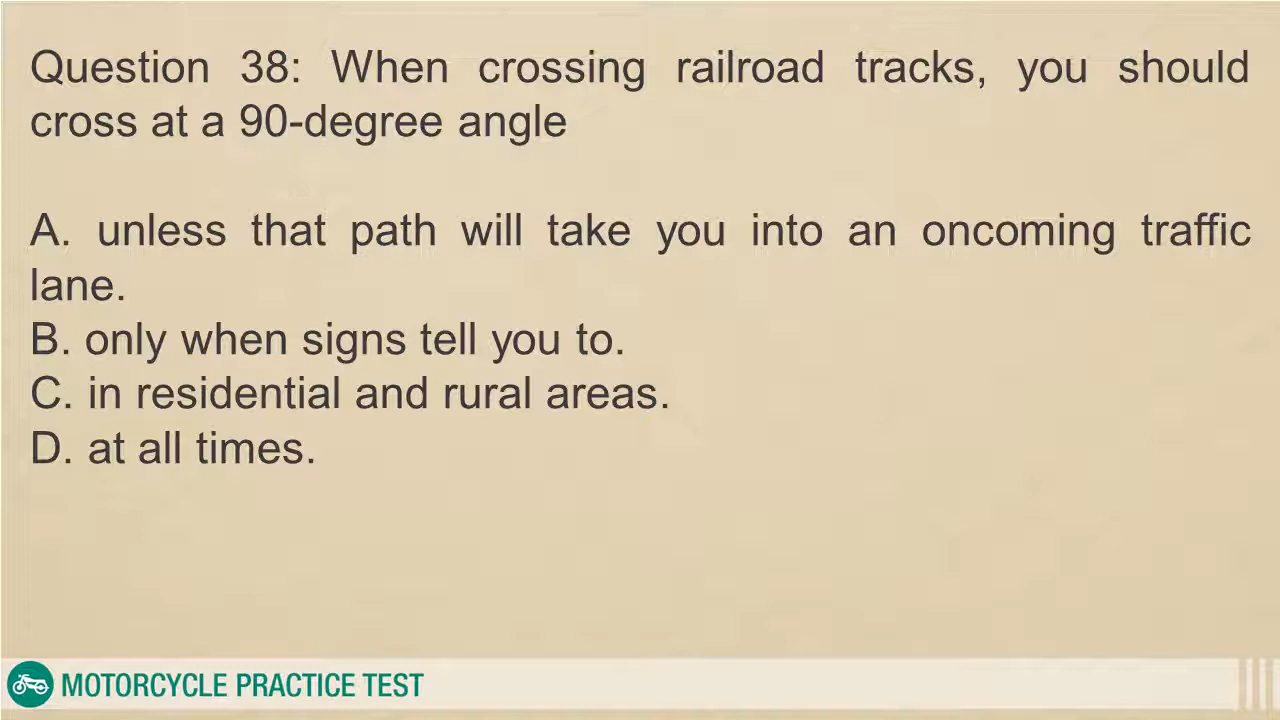 Question 38: When crossing railroad tracks, you should
cross at a 90-degree angle
A. unless that path will take you into an oncoming traffic
lane.
B. only when signs tell you to.
C. in residential and rural areas.
D. at all times.
MOTORCYCLE PRACTICE TEST